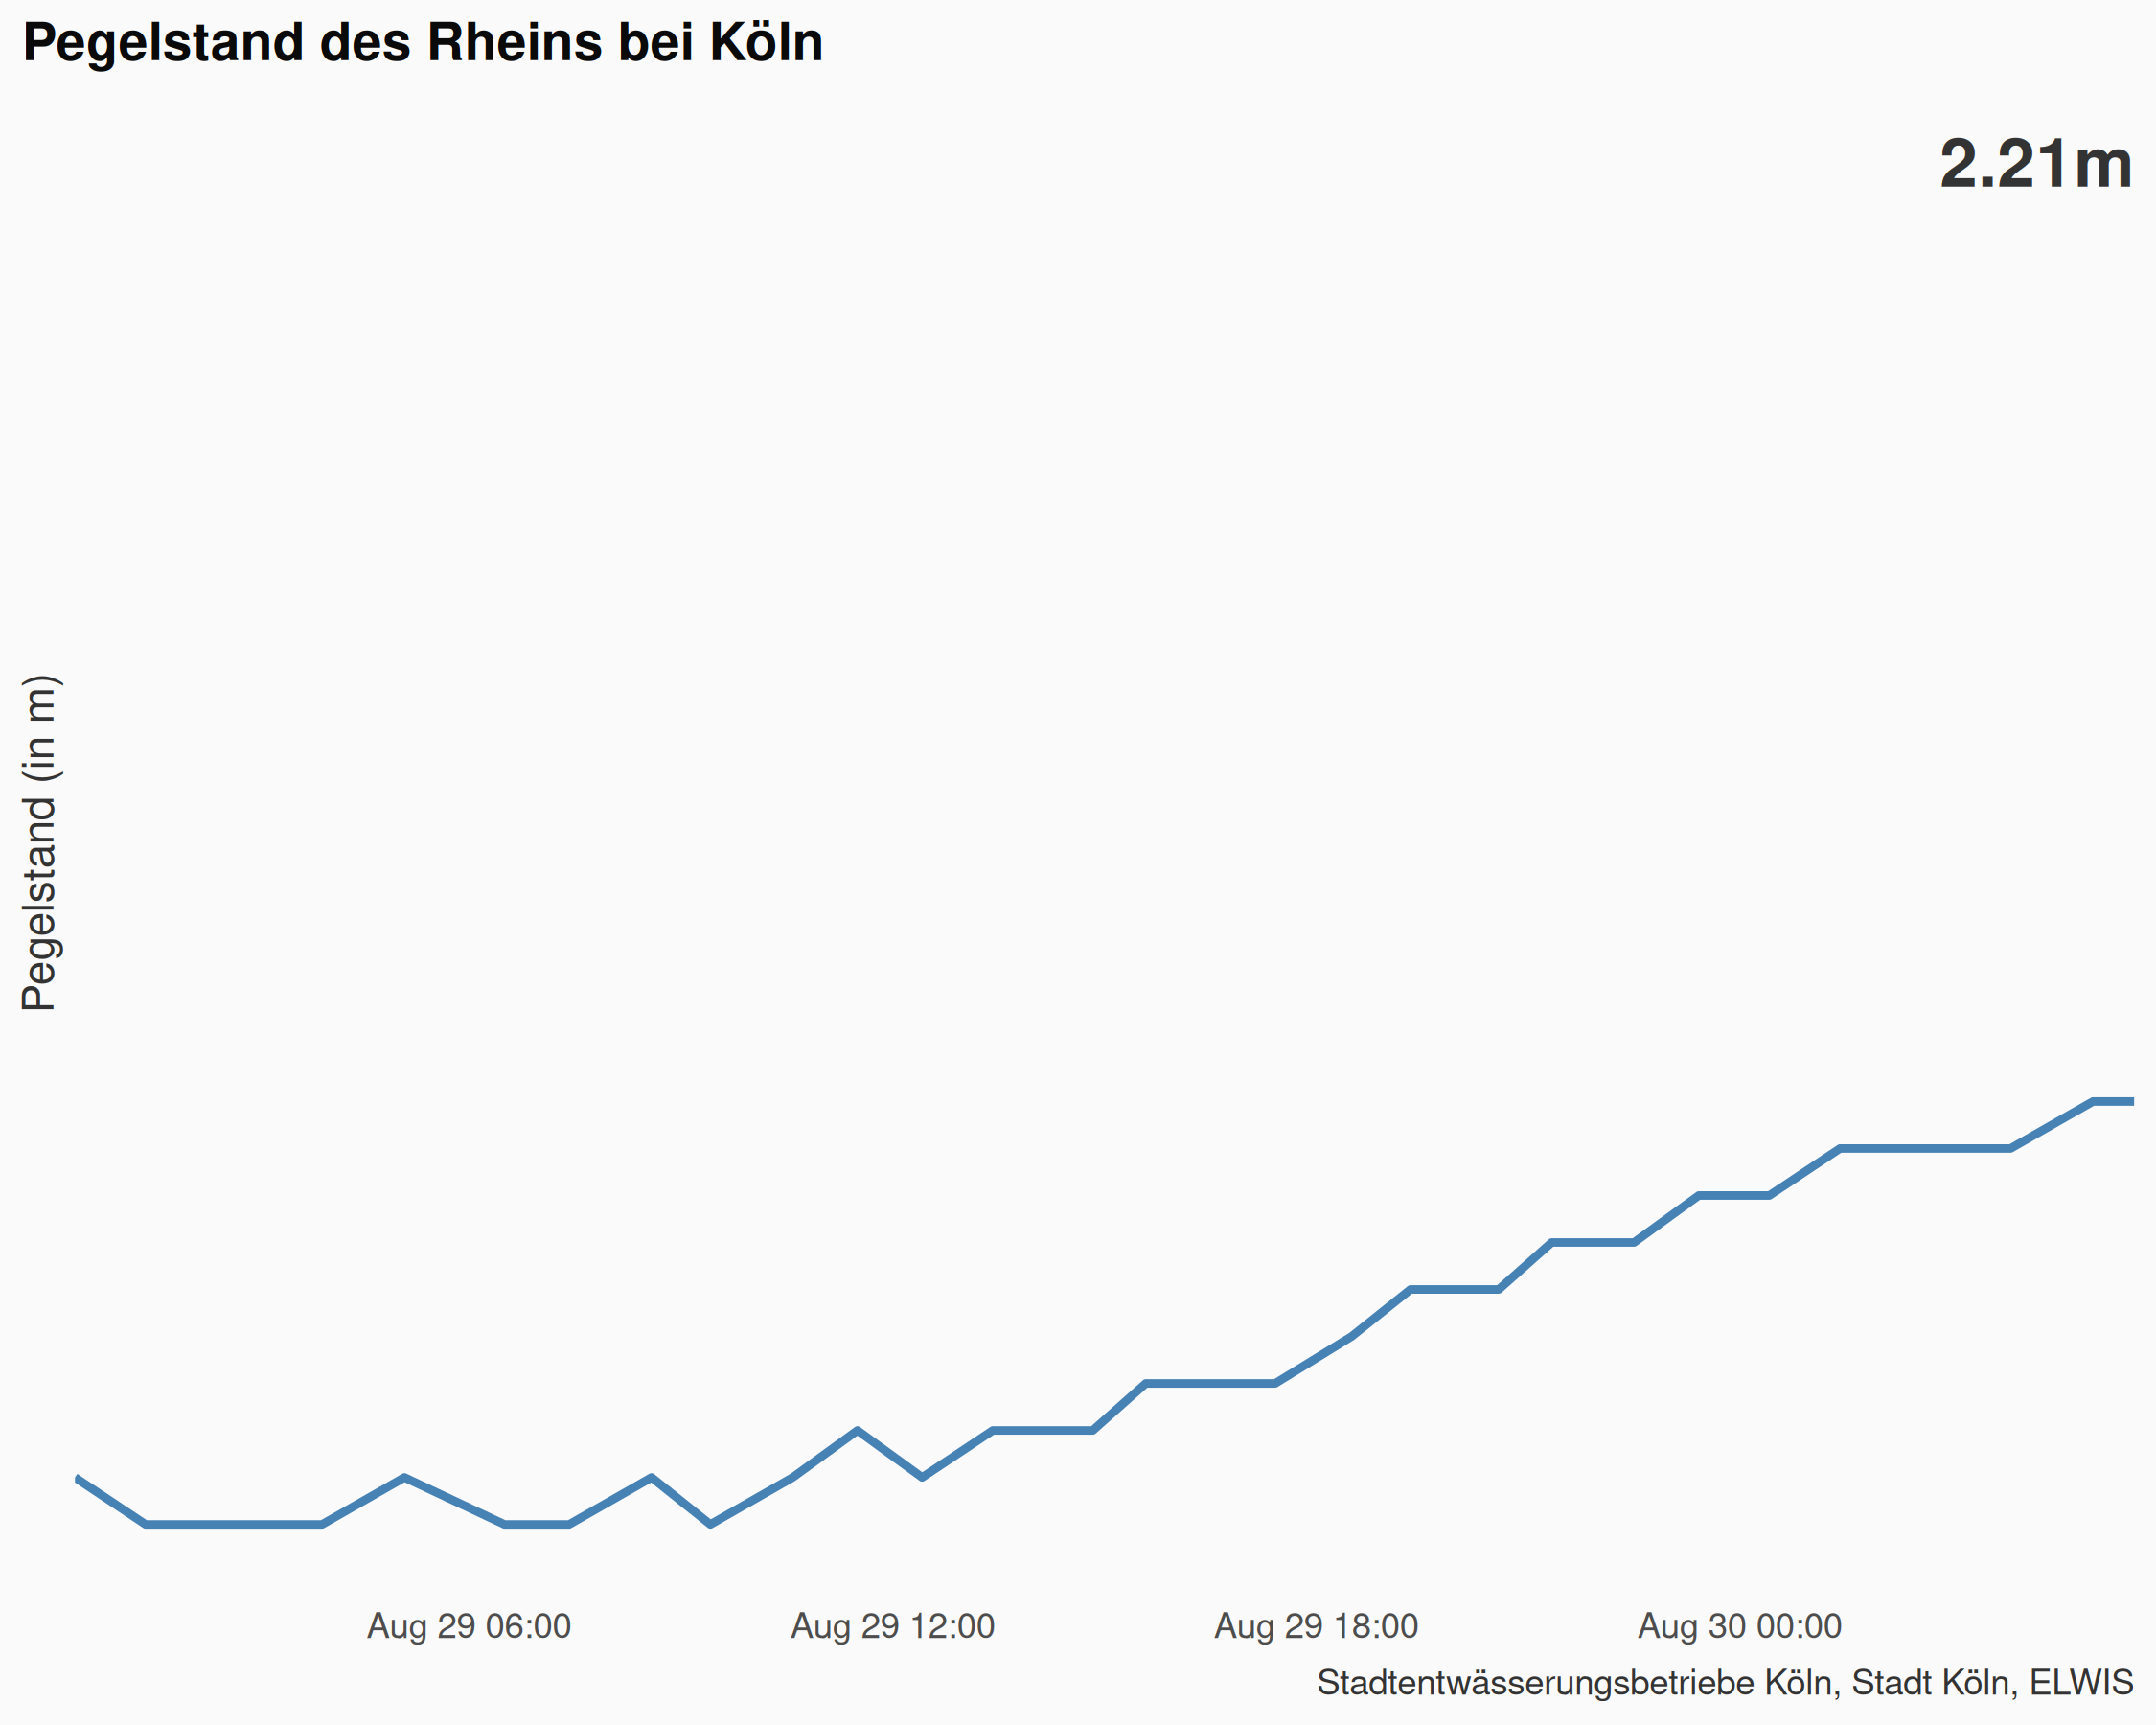 Pegelstand des Rheins bei Köln
2.21m
Pegelstand (in m)
Aug 29 06:00
Aug 29 12:00
Aug 29 18:00
Aug 30 00:00
Stadtentwässerungsbetriebe Köln, Stadt Köln, ELWIS